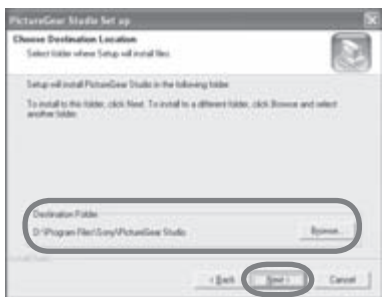 PictureGear Studio Set up
Choose Destination Location
Select folder where Setup will install files.
Setup will install PictureGear Studio in the following folder.
To install to this folder, click Next. To install to a different folder, click Browse and select
another folder.
Destination Folder
D:\Program Files\Sony\PictureGear Studio
Browse...
< Back
Next >
Cancel